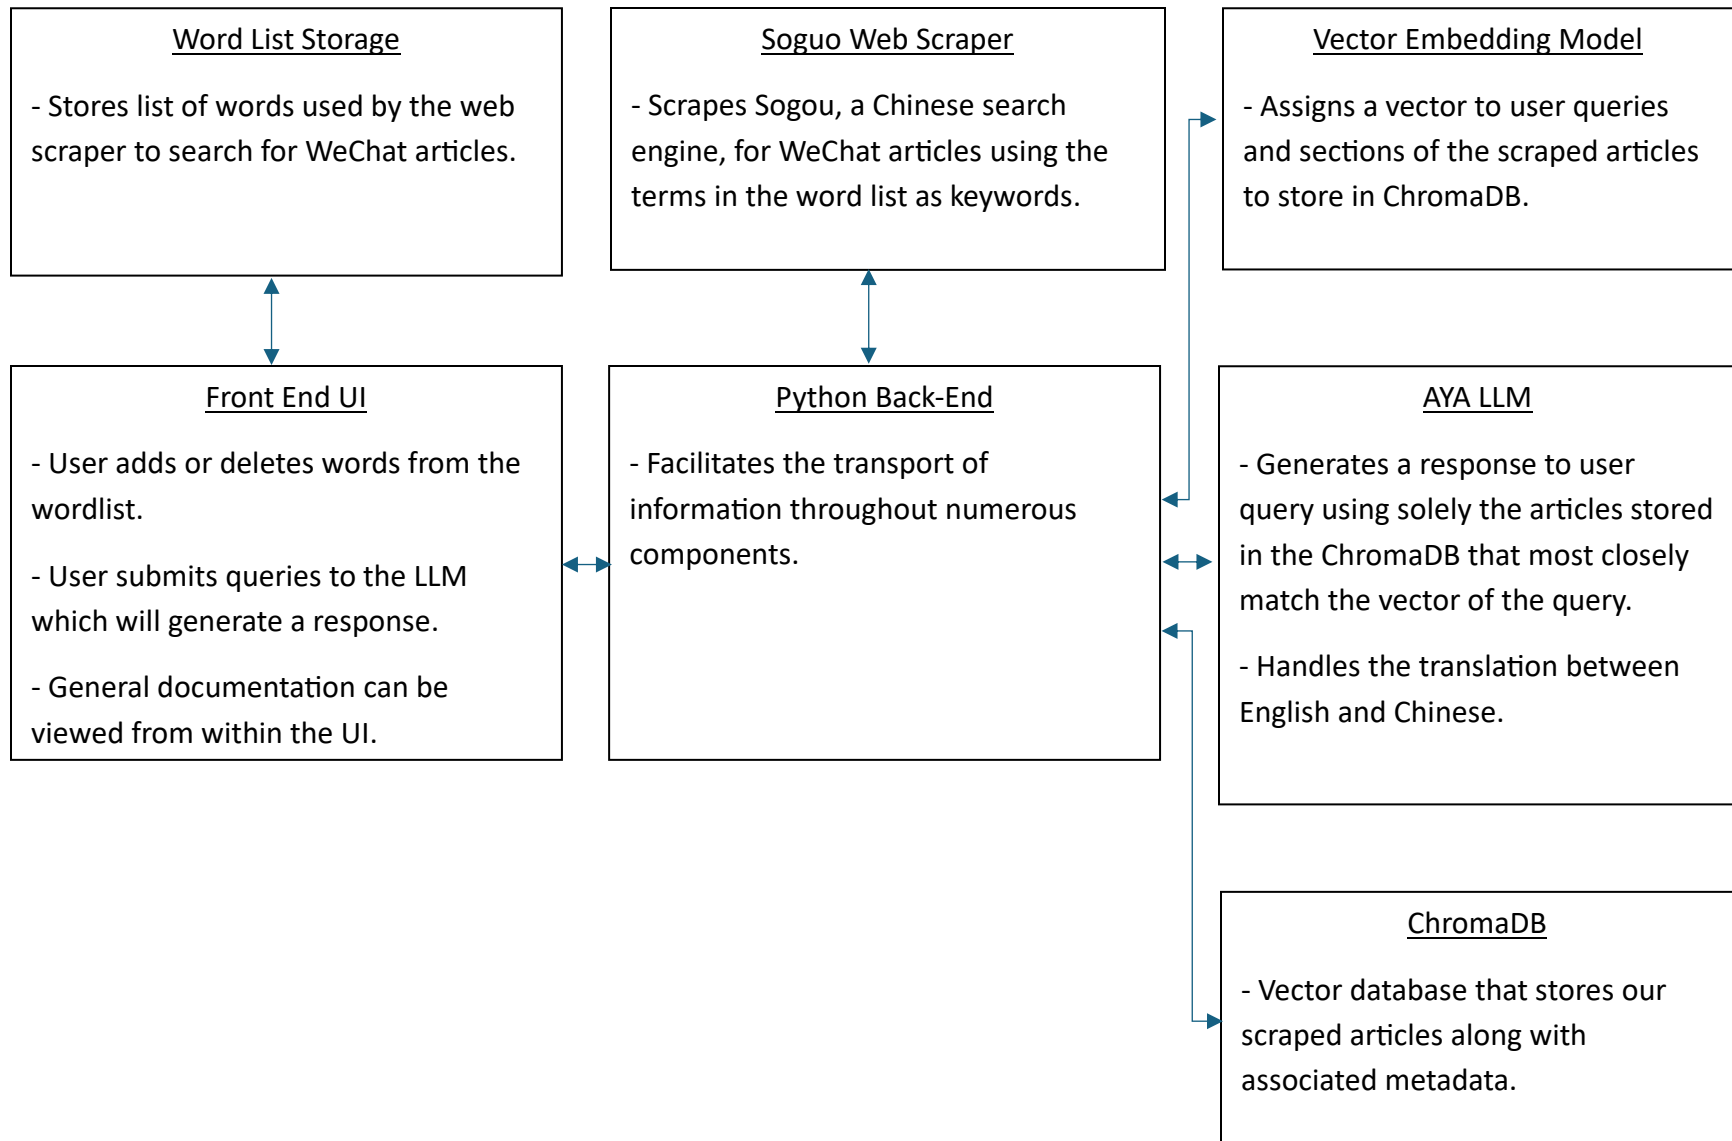 Word List Storage
- Stores list of words used by the web
scraper to search for WeChat articles.
Soguo Web Scraper
- Scrapes Sogou, a Chinese search
engine, for WeChat articles using the
terms in the word list as keywords.
Vector Embedding Model
- Assigns a vector to user queries
and sections of the scraped articles
to store in ChromaDB.
Front End UI
- User adds or deletes words from the
wordlist.
- User submits queries to the LLM
which will generate a response.
- General documentation can be
viewed from within the UI.
Python Back-End
- Facilitates the transport of
information throughout numerous
components.
AYA LLM
- Generates a response to user
query using solely the articles stored
in the ChromaDB that most closely
match the vector of the query.
- Handles the translation between
English and Chinese.
ChromaDB
- Vector database that stores our
scraped articles along with
associated metadata.